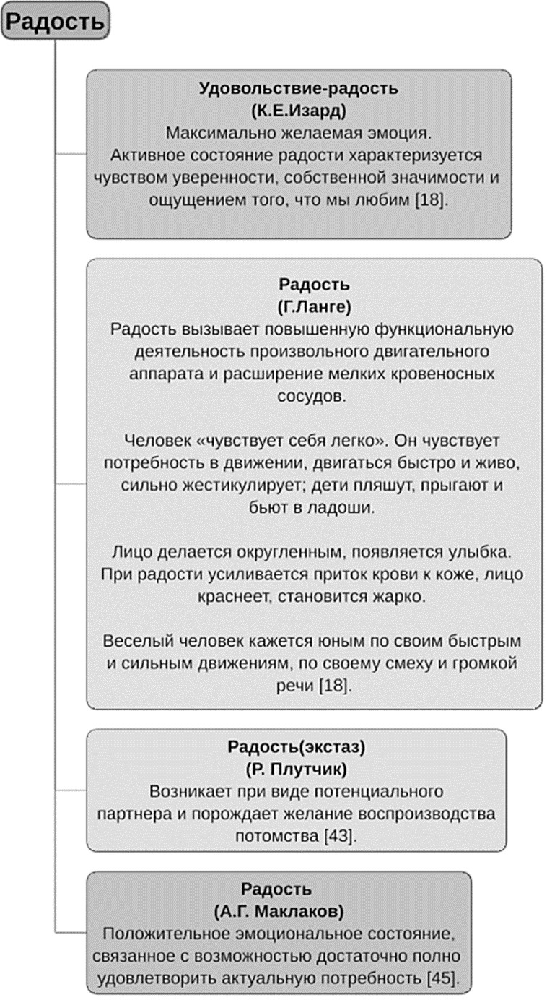 Радость
Удовольствие-радость
(К.Е.Изард)
Максимально желаемая эмоция.
Активное состояние радости характеризуется
чувством уверенности, собственной значимости и
ощущением того, что мы любим [18].
Радость
(Г.Ланге)
Радость вызывает повышенную функциональную
деятельность произвольного двигательного
аппарата и расширение мелких кровеносных
сосудов.
Человек «чувствует себя легко». Он чувствует
потребность в движении, двигаться быстро и живо,
сильно жестикулирует; дети пляшут, прыгают и
бьют в ладоши.
Лицо делается округленным, появляется улыбка.
При радости усиливается приток крови к коже, лицо
краснеет, становится жарко.
Веселый человек кажется юным по своим быстрым
и сильным движениям, по своему смеху и громкой
речи [18].
Радость(экстаз)
(Р. Плутчик)
Возникает при виде потенциального
партнера и порождает желание воспроизводства
потомства [43].
Радость
(А.Г. Маклаков)
Положительное эмоциональное состояние,
связанное с возможностью достаточно полно
удовлетворить актуальную потребность [45].